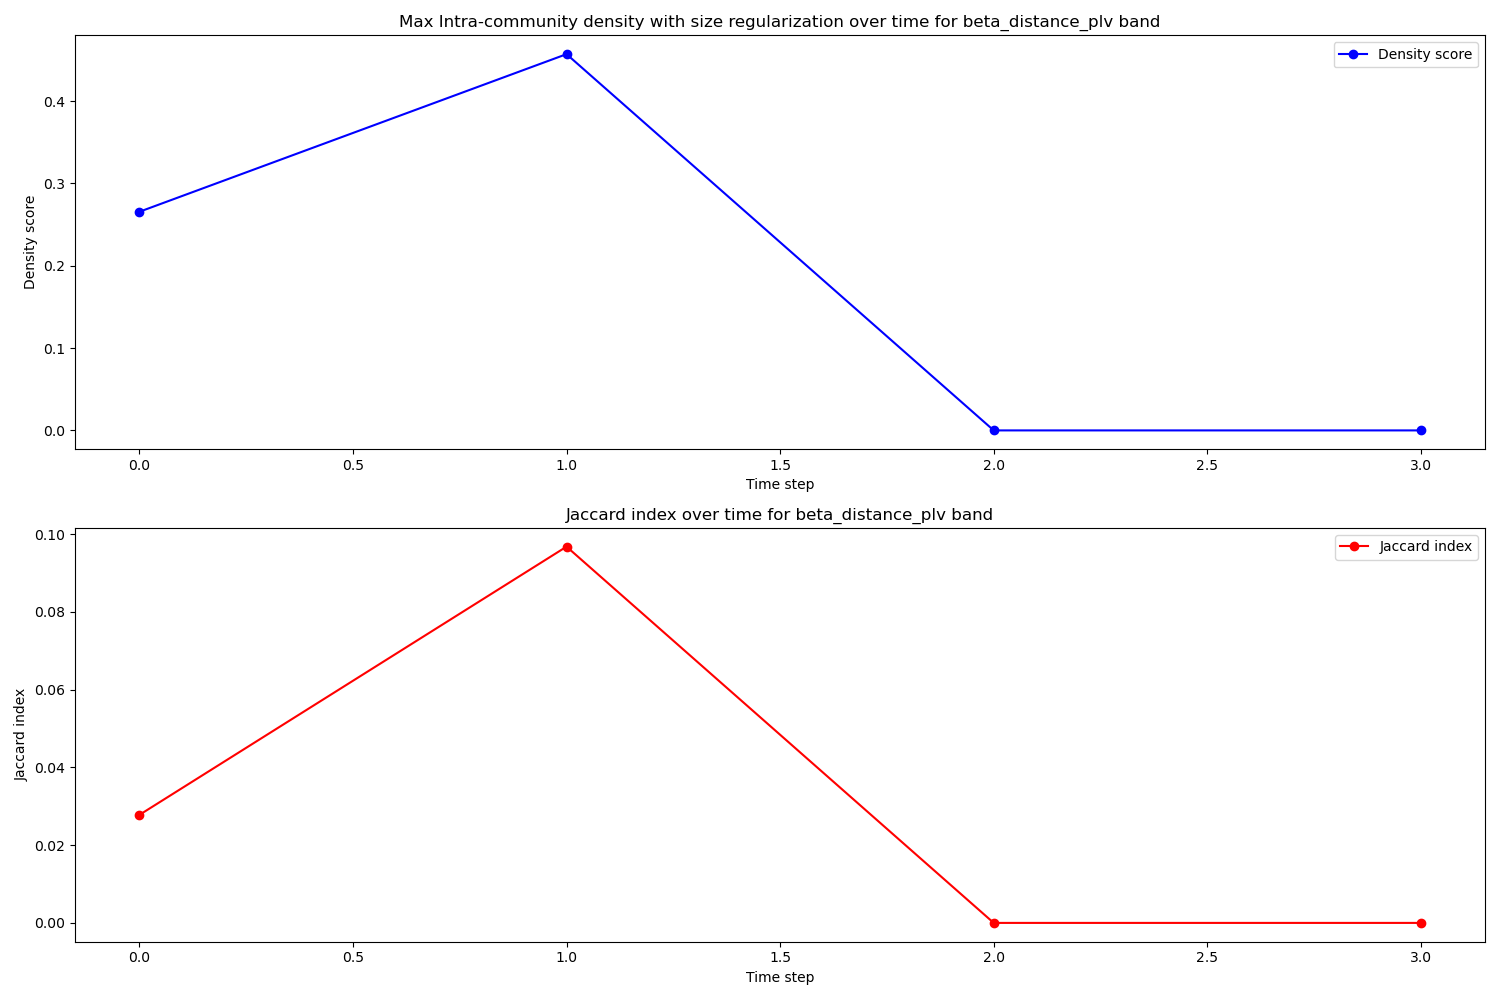 Max Intra-community density with size regularization over time for beta_distance_plv band
Density score
Density score
0.4
0.3
0.2
0.1
0.0
0.0 0.5 1.0 1.5 2.0 2.5 3.0
Time step
Jaccard index over time for beta_distance_plv band
Jaccard index
Jaccard index
0.10
0.08
0.06
0.04
0.02
0.00
0.0 0.5 1.0 1.5 2.0 2.5 3.0
Time step